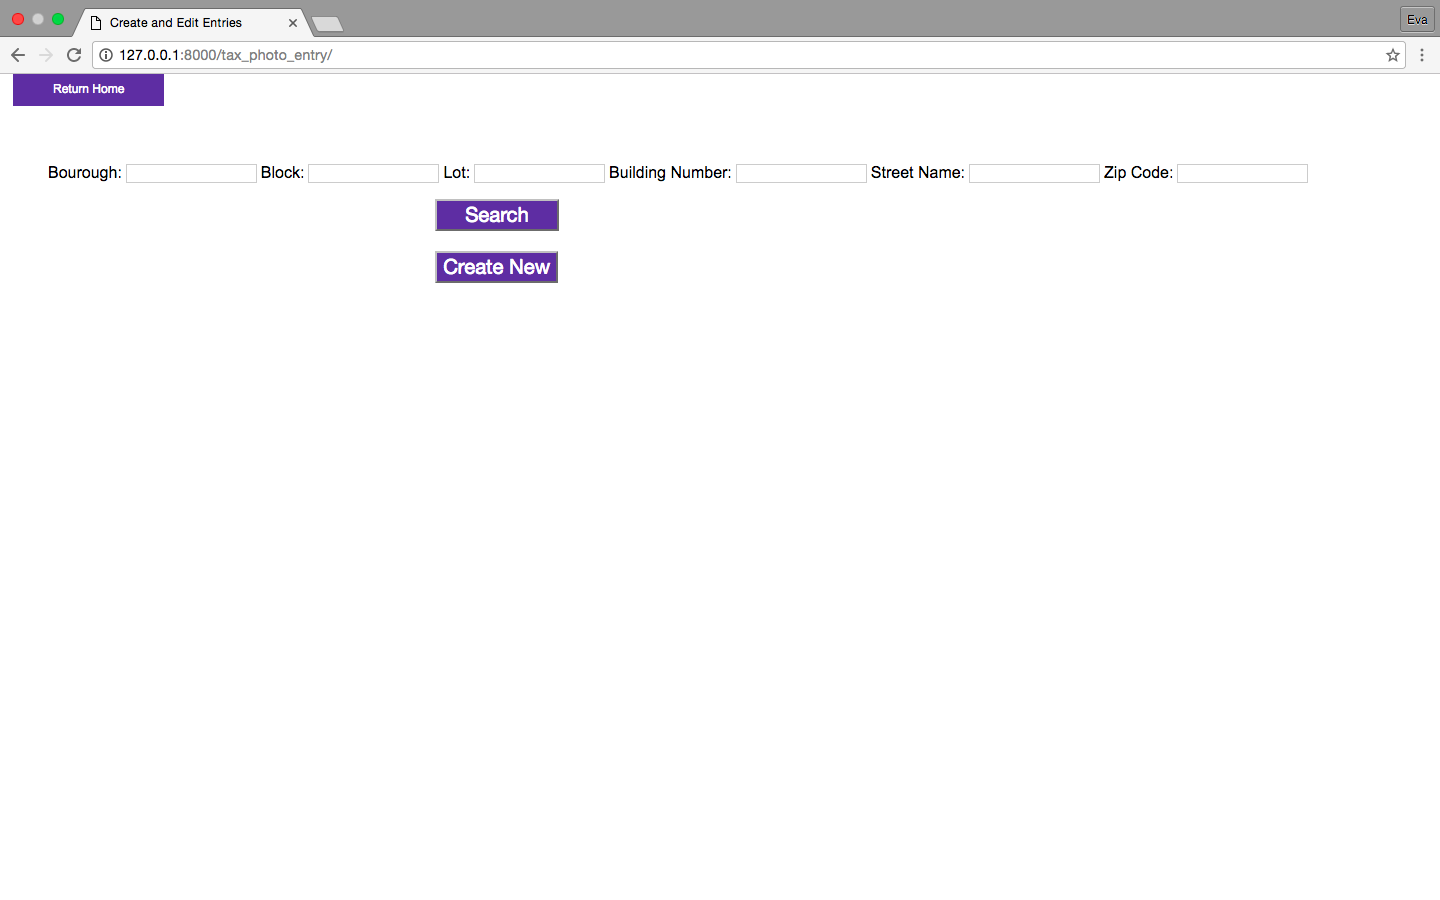 Create and Edit Entries
Eva
127.0.0.1:8000/tax_photo_entry/
Return Home
Bourough: Block: Lot: Building Number: Street Name: Zip Code:
Search
Create New